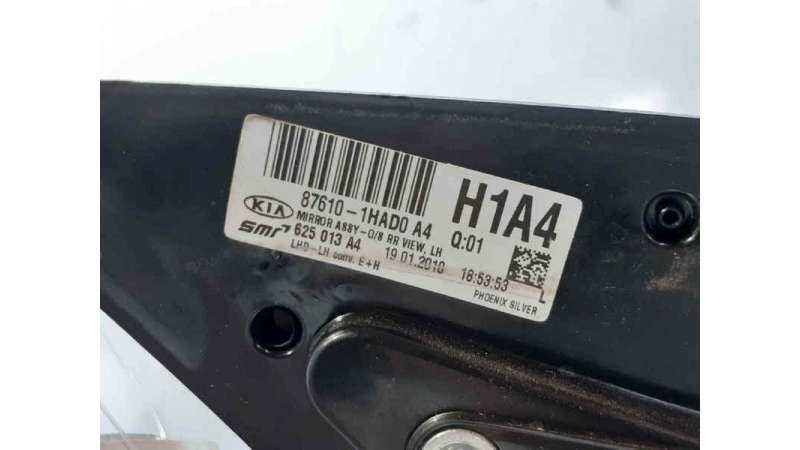 KIA 87610-1HAD0 A4 H1A4
MIRROR ASSY-O/S RR VIEW, LH Q:01
smr 625 013 A4 19.01.2010 18:53:53
LHD-LH conv. E+H PHOENIX SILVER L